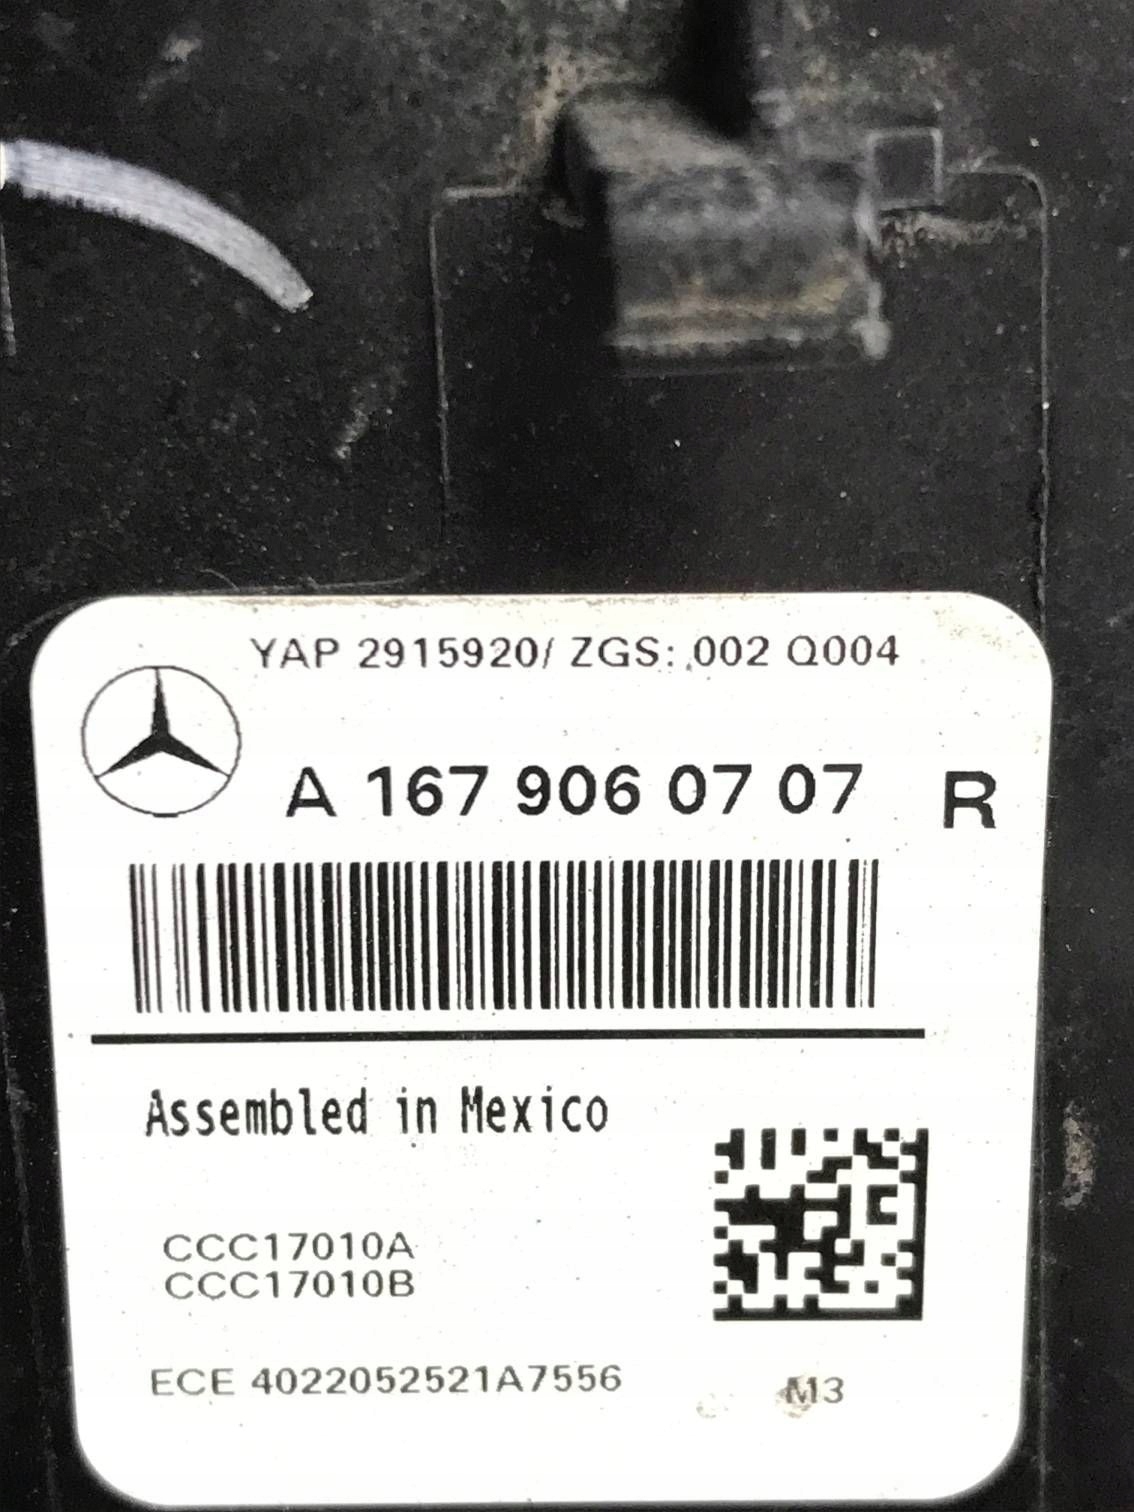 YAP 2915920/ ZGS: 002 Q004
A 167 906 07 07 R
Assembled in Mexico
CCC17010A
CCC17010B
ECE 4022052521A7556 M3